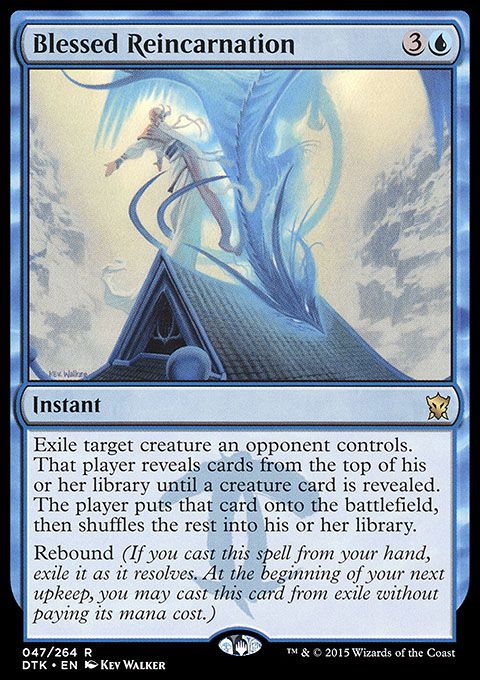 Blessed Reincarnation 3
KEV WALKER
Instant
Exile target creature an opponent controls.
That player reveals cards from the top of his
or her library until a creature card is revealed.
The player puts that card onto the battlefield,
then shuffles the rest into his or her library.
Rebound (If you cast this spell from your hand,
exile it as it resolves. At the beginning of your next
upkeep, you may cast this card from exile without
paying its mana cost.)
047/264 R
DTK • EN KEV WALKER
™ & © 2015 Wizards of the Coast